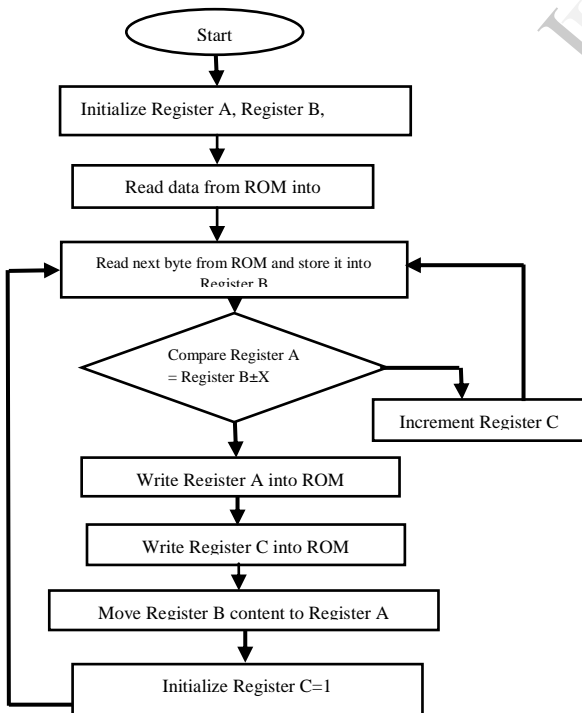 Start
Initialize Register A, Register B,
Read data from ROM into
Read next byte from ROM and store it into
Register B
Compare Register A
= Register B±X
Increment Register C
Write Register A into ROM
Write Register C into ROM
Move Register B content to Register A
Initialize Register C=1